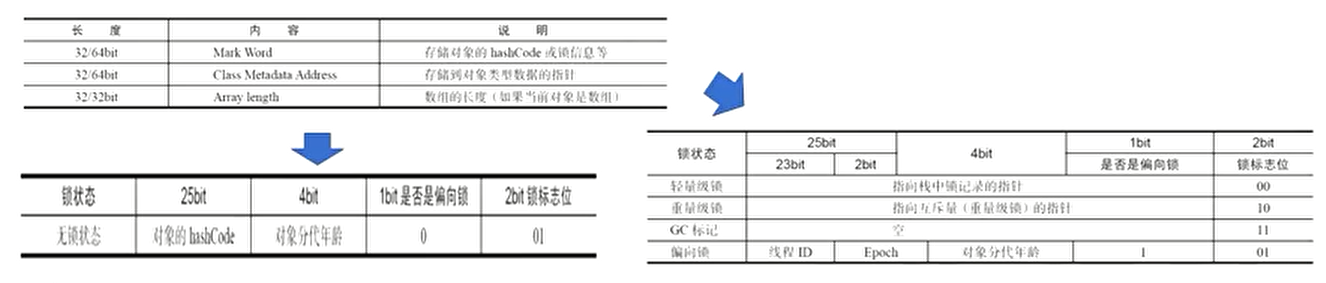 长 度 内 容 说 明
32/64bit Mark Word 存储对象的 hashCode 或锁信息等
32/64bit Class Metadata Address 存储到对象类型数据的指针
32/32bit Array length 数组的长度（如果当前对象是数组）
锁状态 25bit 4bit 1bit 是否是偏向锁 2bit 锁标志位
无锁状态 对象的 hashCode 对象分代年龄 0 01
锁状态 25bit 4bit 1bit 2bit
23bit 2bit 是否是偏向锁 锁标志位
轻量级锁 指向栈中锁记录的指针 00
重量级锁 指向互斥量（重量级锁）的指针 10
GC 标记 空 11
偏向锁 线程 ID Epoch 对象分代年龄 1 01